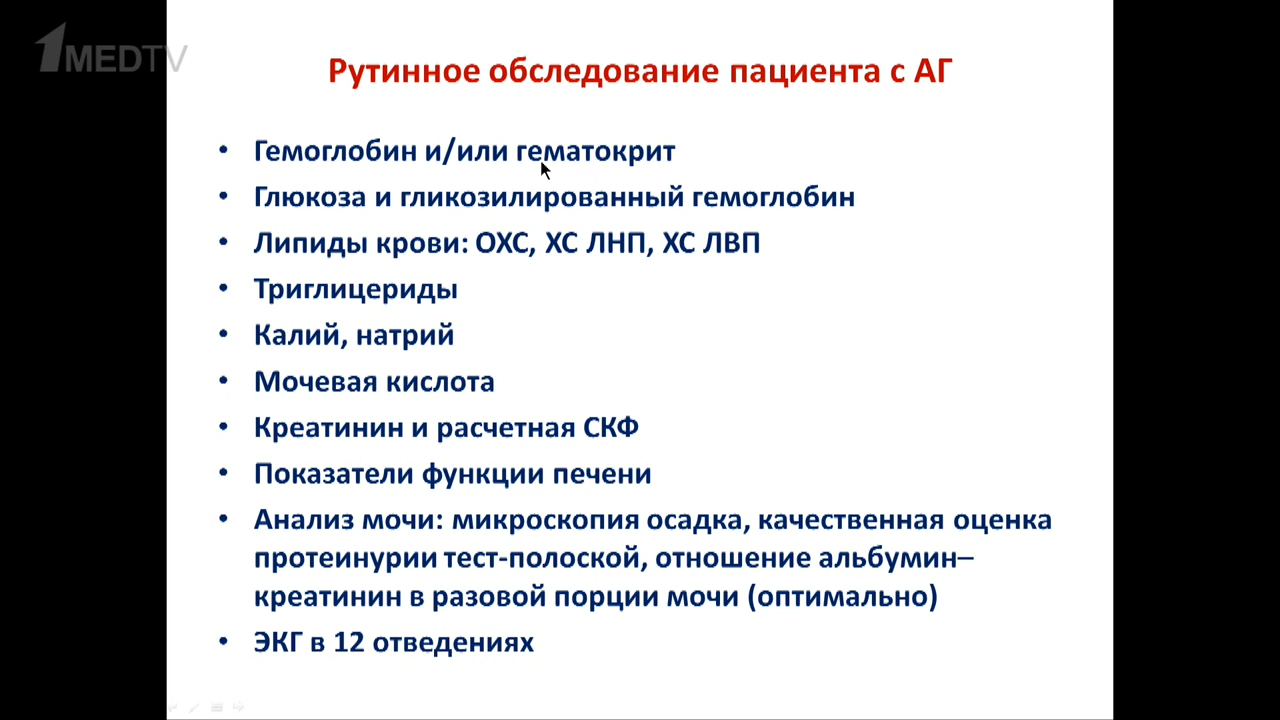 1MEDTV
Рутинное обследование пациента с АГ
• Гемоглобин и/или гематокрит
• Глюкоза и гликозилированный гемоглобин
• Липиды крови: ОХС, ХС ЛНП, ХС ЛВП
• Триглицериды
• Калий, натрий
• Мочевая кислота
• Креатинин и расчетная СКФ
• Показатели функции печени
• Анализ мочи: микроскопия осадка, качественная оценка
протеинурии тест-полоской, отношение альбумин–
креатинин в разовой порции мочи (оптимально)
• ЭКГ в 12 отведениях